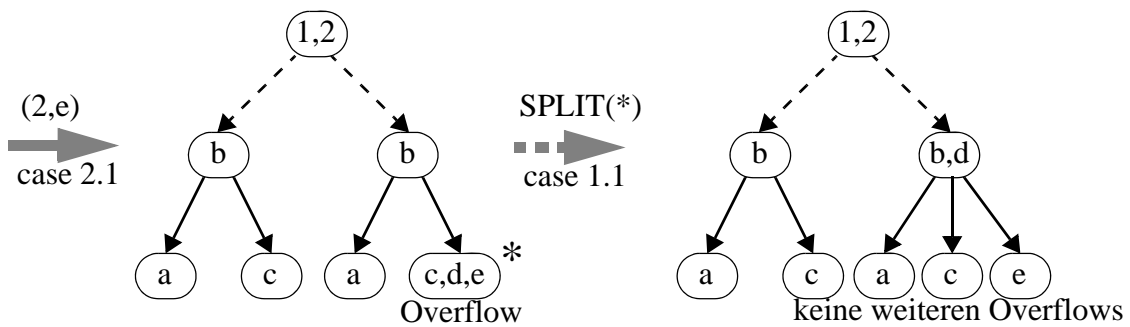 1,2
1,2
(2,e)
SPLIT(*)
case 2.1
b
b
case 1.1
b
b,d
a
c
a
c,d,e
*
a
c
a
c
e
Overflow
keine weiteren Overflows